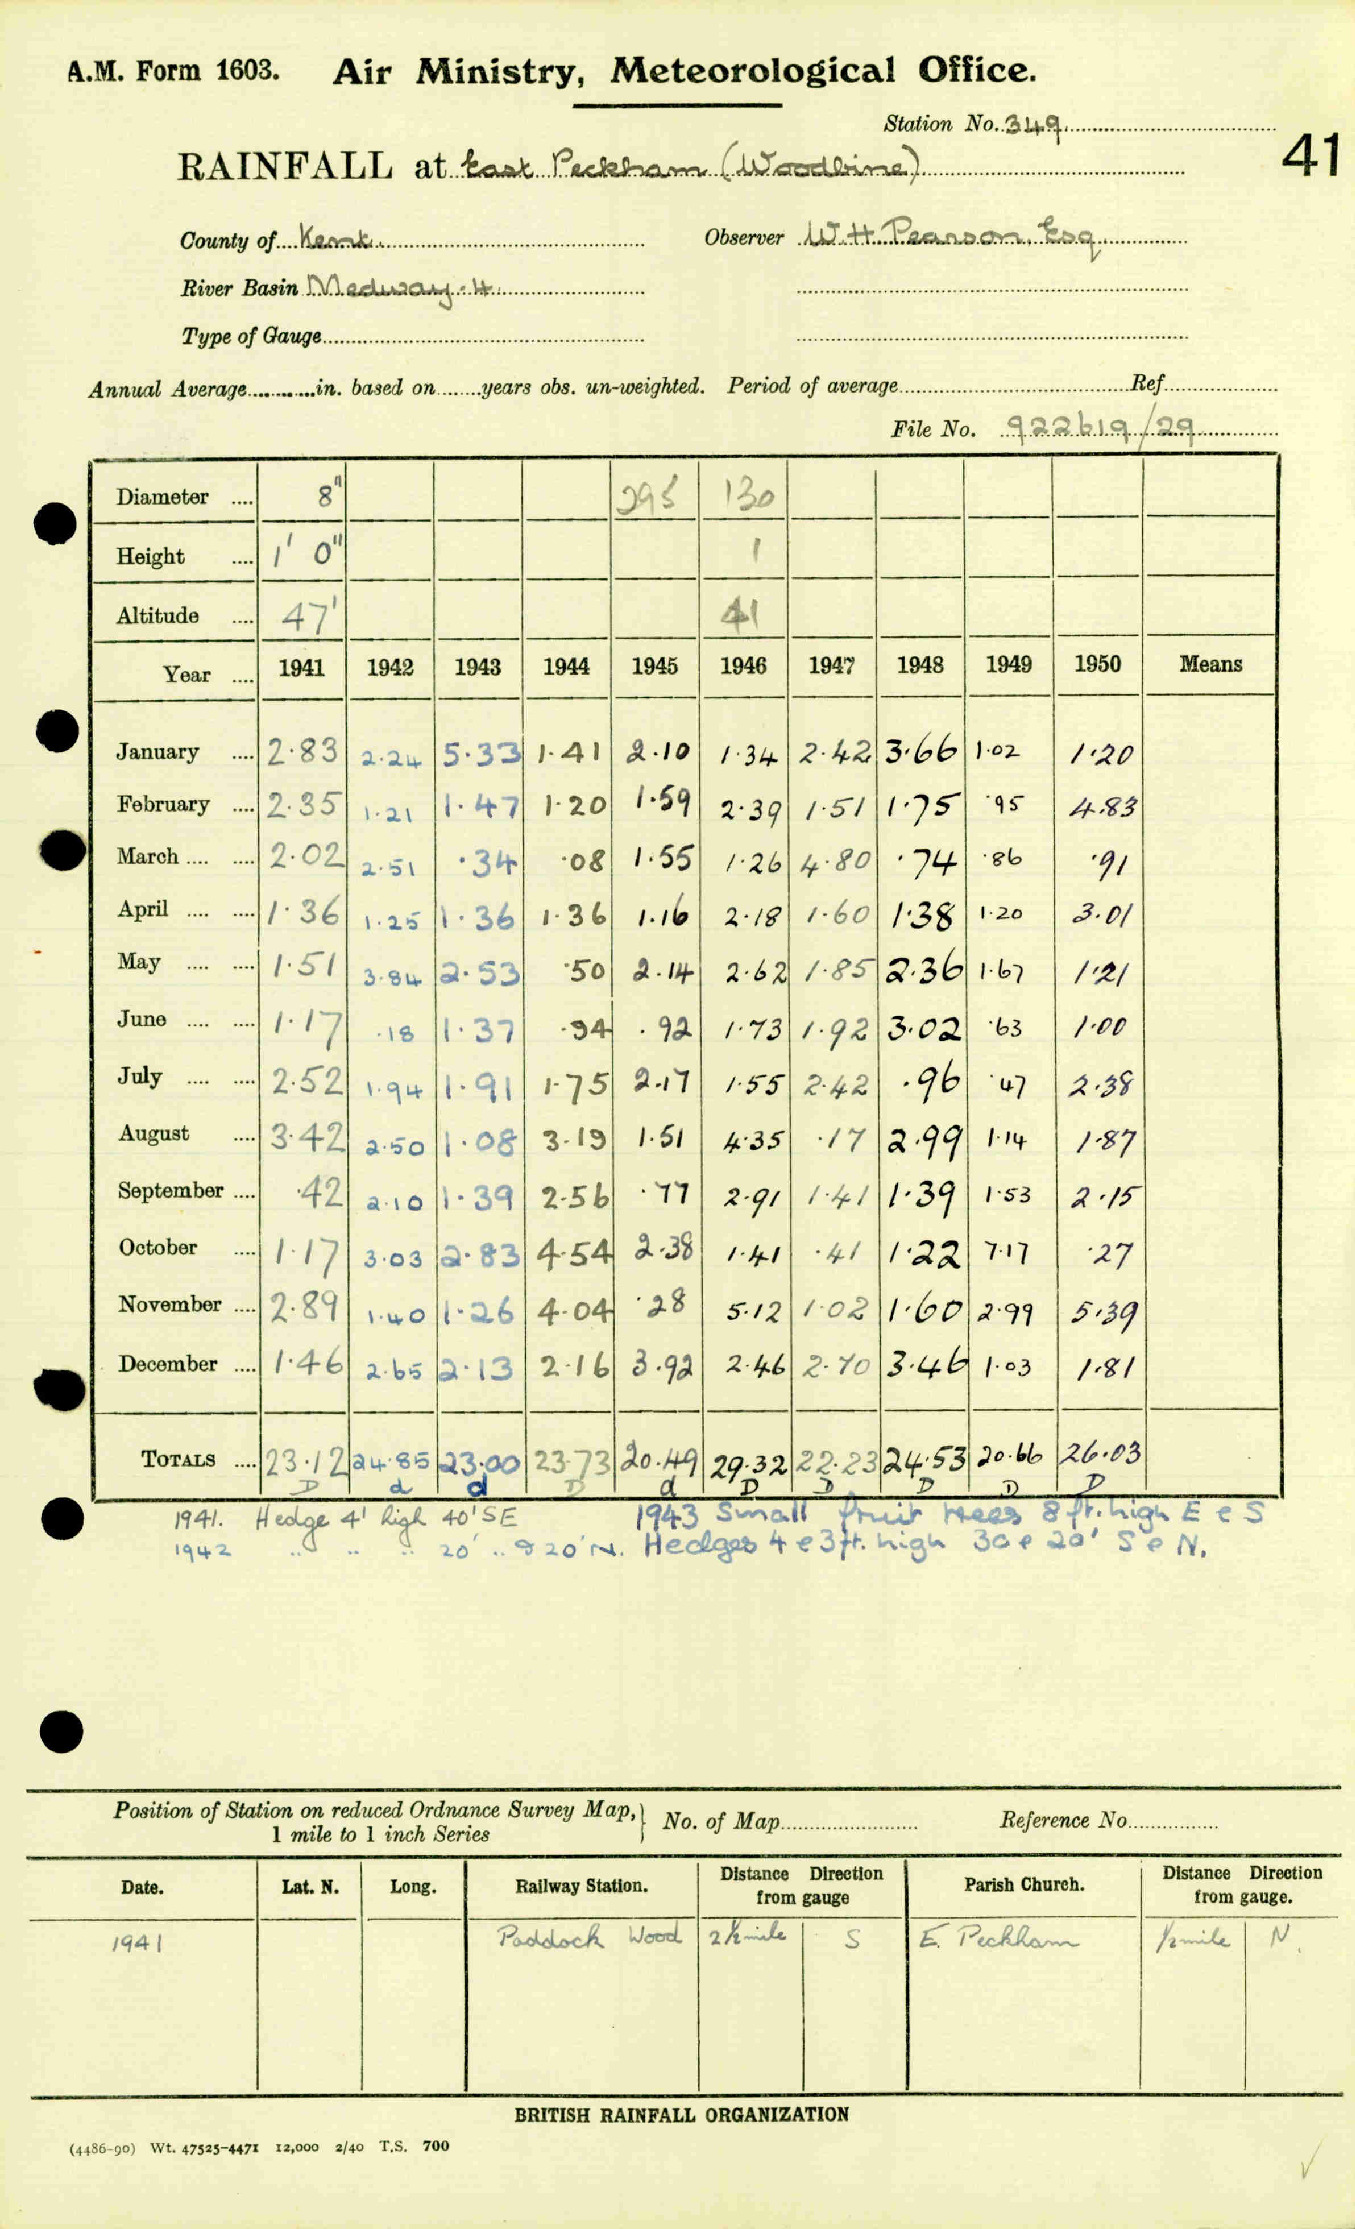 A.M. Form 1603. Air Ministry, Meteorological Office.
Station No. 349
41
RAINFALL at East Peckham (Woodbine)
County of Kent. Observer W.H. Pearson, Esq.
River Basin Medway.4
Type of Gauge
Annual Average in. based on years obs. un-weighted. Period of average Ref.
File No. 922619/29
Diameter .... 8" 295 130
Height .... 1' 0" 1
Altitude .... 47' 41
Year .... 1941 1942 1943 1944 1945 1946 1947 1948 1949 1950 Means
January .... 2.83 2.24 5.33 1.41 2.10 1.34 2.42 3.66 1.02 1.20
February .... 2.35 1.21 1.47 1.20 1.59 2.39 1.51 1.75 .95 4.83
March .... .... 2.02 2.51 .34 .08 1.55 1.26 4.80 .74 .86 .91
April .... .... 1.36 1.25 1.36 1.36 1.16 2.18 1.60 1.38 1.20 3.01
May .... .... 1.51 3.84 2.53 .50 2.14 2.62 1.85 2.36 1.67 1.21
June .... .... 1.17 .18 1.37 .94 .92 1.73 1.92 3.02 .63 1.00
July .... .... 2.52 1.94 1.91 1.75 2.17 1.55 2.42 .96 .47 2.38
August .... 3.42 2.50 1.08 3.19 1.51 4.35 .17 2.99 1.14 1.87
September .... .42 2.10 1.39 2.56 .77 2.91 1.41 1.39 1.53 2.15
October .... 1.17 3.03 2.83 4.54 2.38 1.41 .41 1.22 7.17 .27
November .... 2.89 1.40 1.26 4.04 .28 5.12 1.02 1.60 2.99 5.39
December .... 1.46 2.65 2.13 2.16 3.92 2.46 2.70 3.46 1.03 1.81
TOTALS .... 23.12 24.85 23.00 23.73 20.49 29.32 22.23 24.53 20.66 26.03
D d d D d D D D D D
1941. Hedge 4' high 40' SE 1943 Small fruit trees 8 ft. high E e S
1942 " " " 20' " & 20' N. Hedges 4 e 3 ft. high 30 e 20' S e N.
Position of Station on reduced Ordnance Survey Map, 1 mile to 1 inch Series No. of Map Reference No.
Date. Lat. N. Long. Railway Station. Distance Direction from gauge Parish Church. Distance Direction from gauge.
1941 Paddock Wood 2½ mile S E. Peckham ½ mile N.
BRITISH RAINFALL ORGANIZATION
(4486-90) Wt. 47525-4471 12,000 2/40 T.S. 700